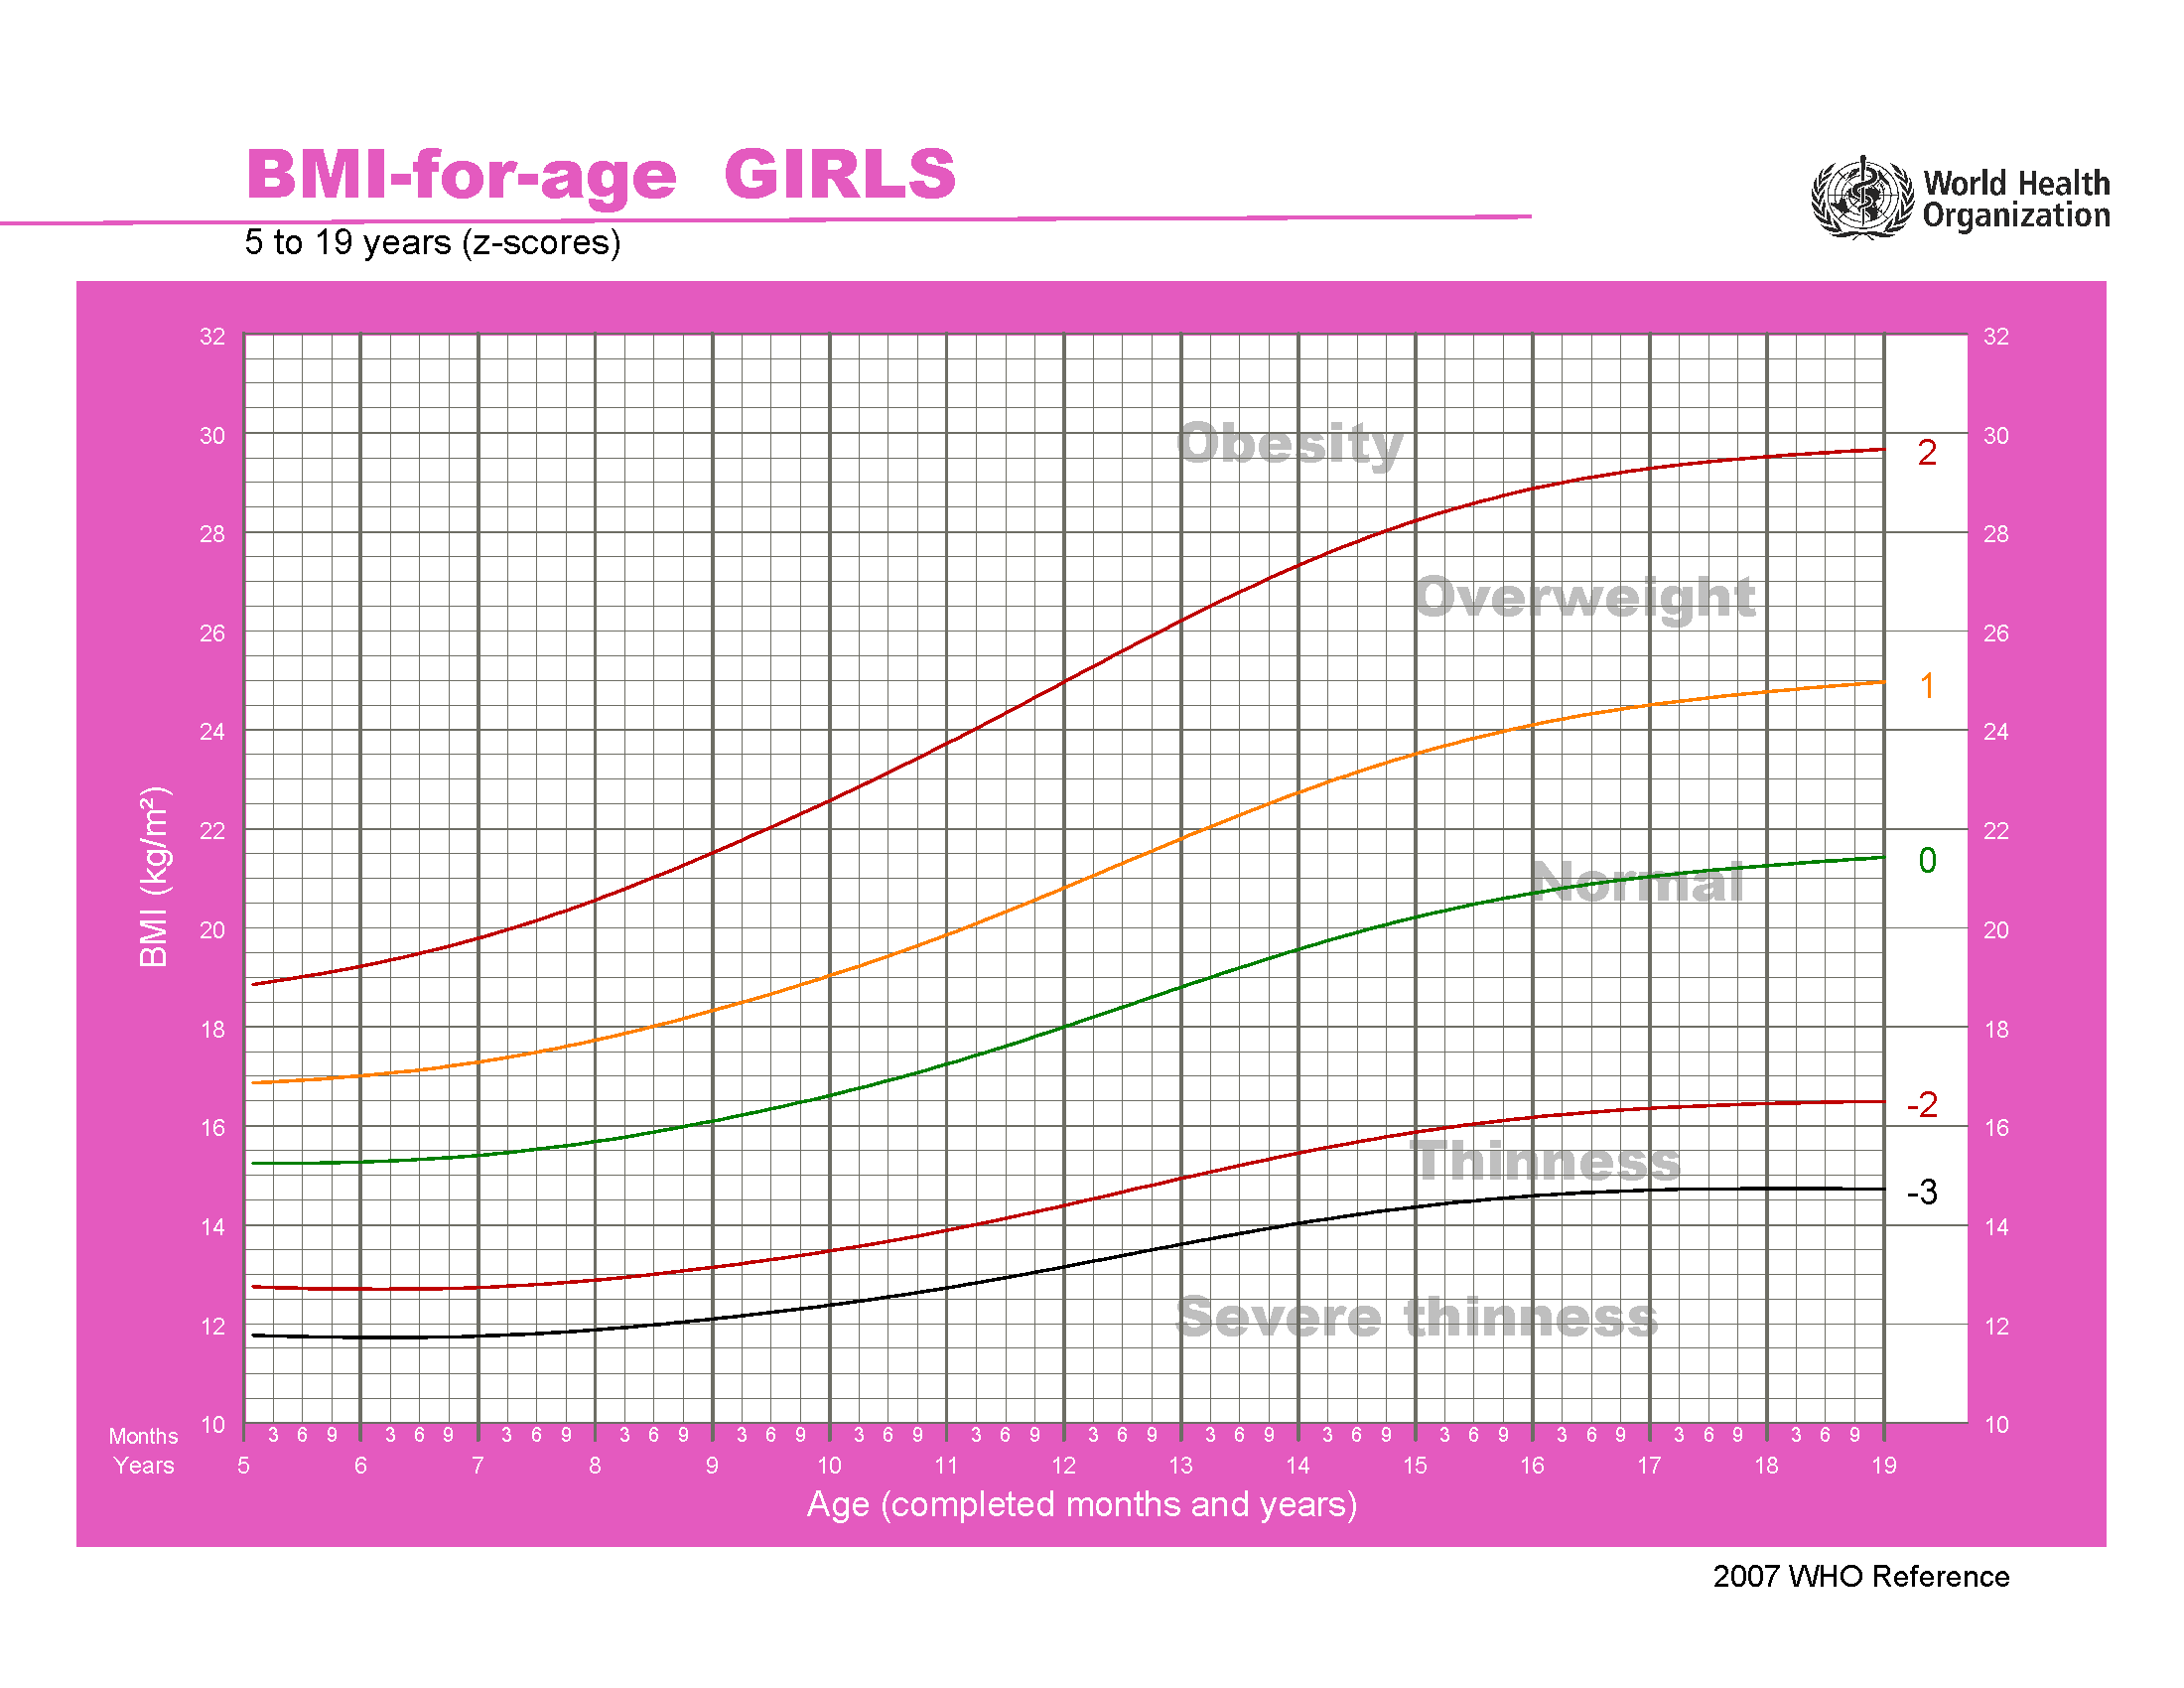 BMI-for-age GIRLS
5 to 19 years (z-scores)
World Health
Organization
32 32
30 30
28 28
26 26
24 24
22 22
20 20
18 18
16 16
14 14
12 12
10 10
BMI (kg/m²)
Obesity
Overweight
Normal
Thinness
Severe thinness
2
1
0
-2
-3
Months 3 6 9 3 6 9 3 6 9 3 6 9 3 6 9 3 6 9 3 6 9 3 6 9 3 6 9 3 6 9 3 6 9 3 6 9 3 6 9 3 6 9
Years 5 6 7 8 9 10 11 12 13 14 15 16 17 18 19
Age (completed months and years)
2007 WHO Reference